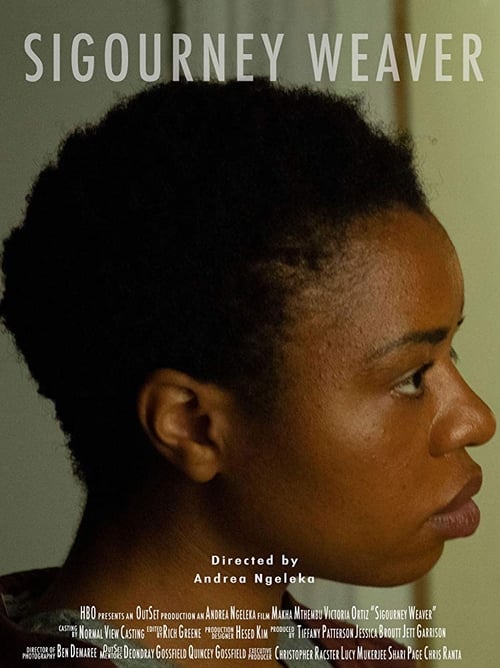 SIGOURNEY WEAVER
Directed by
Andrea Ngeleka
HBO PRESENTS AN OUTSET PRODUCTION AN ANDREA NGELEKA FILM MAKHA MTHEMBU VICTORIA ORTIZ "SIGOURNEY WEAVER"
CASTING BY NORMAL VIEW CASTING EDITED BY RICH GREENE PRODUCTION DESIGNER HESED KIM PRODUCED BY TIFFANY PATTERSON JESSICA BROUTT JETT GARRISON
DIRECTOR OF PHOTOGRAPHY BEN DEMAREE OUTSET MENTORS DEONDRAY GOSSFIELD QUINCEY GOSSFIELD EXECUTIVE PRODUCER CHRISTOPHER RACSTER LUCY MUKERJEE SHARI PAGE CHRIS RANTA